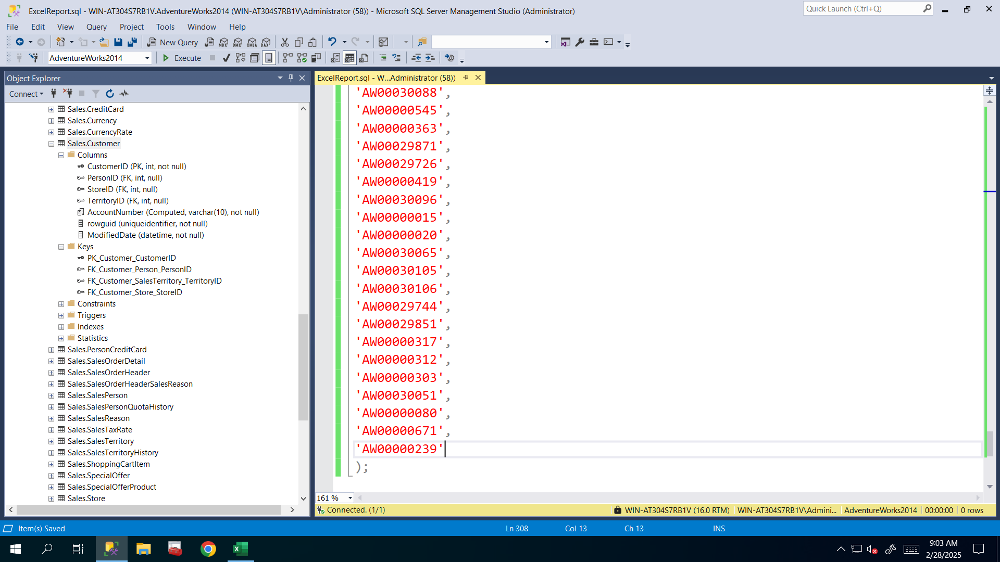 ExcelReport.sql - WIN-AT304S7RB1V.AdventureWorks2014 (WIN-AT304S7RB1V\Administrator (58)) - Microsoft SQL Server Management Studio (Administrator)
Quick Launch (Ctrl+Q)
File Edit View Query Project Tools Window Help
New Query
MDX DMX XMLA DAX
AdventureWorks2014
Execute
Object Explorer
Connect
Sales.CreditCard
Sales.Currency
Sales.CurrencyRate
Sales.Customer
Columns
CustomerID (PK, int, not null)
PersonID (FK, int, null)
StoreID (FK, int, null)
TerritoryID (FK, int, null)
AccountNumber (Computed, varchar(10), not null)
rowguid (uniqueidentifier, not null)
ModifiedDate (datetime, not null)
Keys
PK_Customer_CustomerID
FK_Customer_Person_PersonID
FK_Customer_SalesTerritory_TerritoryID
FK_Customer_Store_StoreID
Constraints
Triggers
Indexes
Statistics
Sales.PersonCreditCard
Sales.SalesOrderDetail
Sales.SalesOrderHeader
Sales.SalesOrderHeaderSalesReason
Sales.SalesPerson
Sales.SalesPersonQuotaHistory
Sales.SalesReason
Sales.SalesTaxRate
Sales.SalesTerritory
Sales.SalesTerritoryHistory
Sales.ShoppingCartItem
Sales.SpecialOffer
Sales.SpecialOfferProduct
Sales.Store
ExcelReport.sql - W...Administrator (58))
'AW00030088',
'AW00000545',
'AW00000363',
'AW00029871',
'AW00029726',
'AW00000419',
'AW00030096',
'AW00000015',
'AW00000020',
'AW00030065',
'AW00030105',
'AW00030106',
'AW00029744',
'AW00029851',
'AW00000317',
'AW00000312',
'AW00000303',
'AW00030051',
'AW00000080',
'AW00000671',
'AW00000239'
);
161 %
Connected. (1/1)
WIN-AT304S7RB1V (16.0 RTM)
WIN-AT304S7RB1V\Admini...
AdventureWorks2014
00:00:00
0 rows
Item(s) Saved
Ln 308
Col 13
Ch 13
INS
9:03 AM
2/28/2025